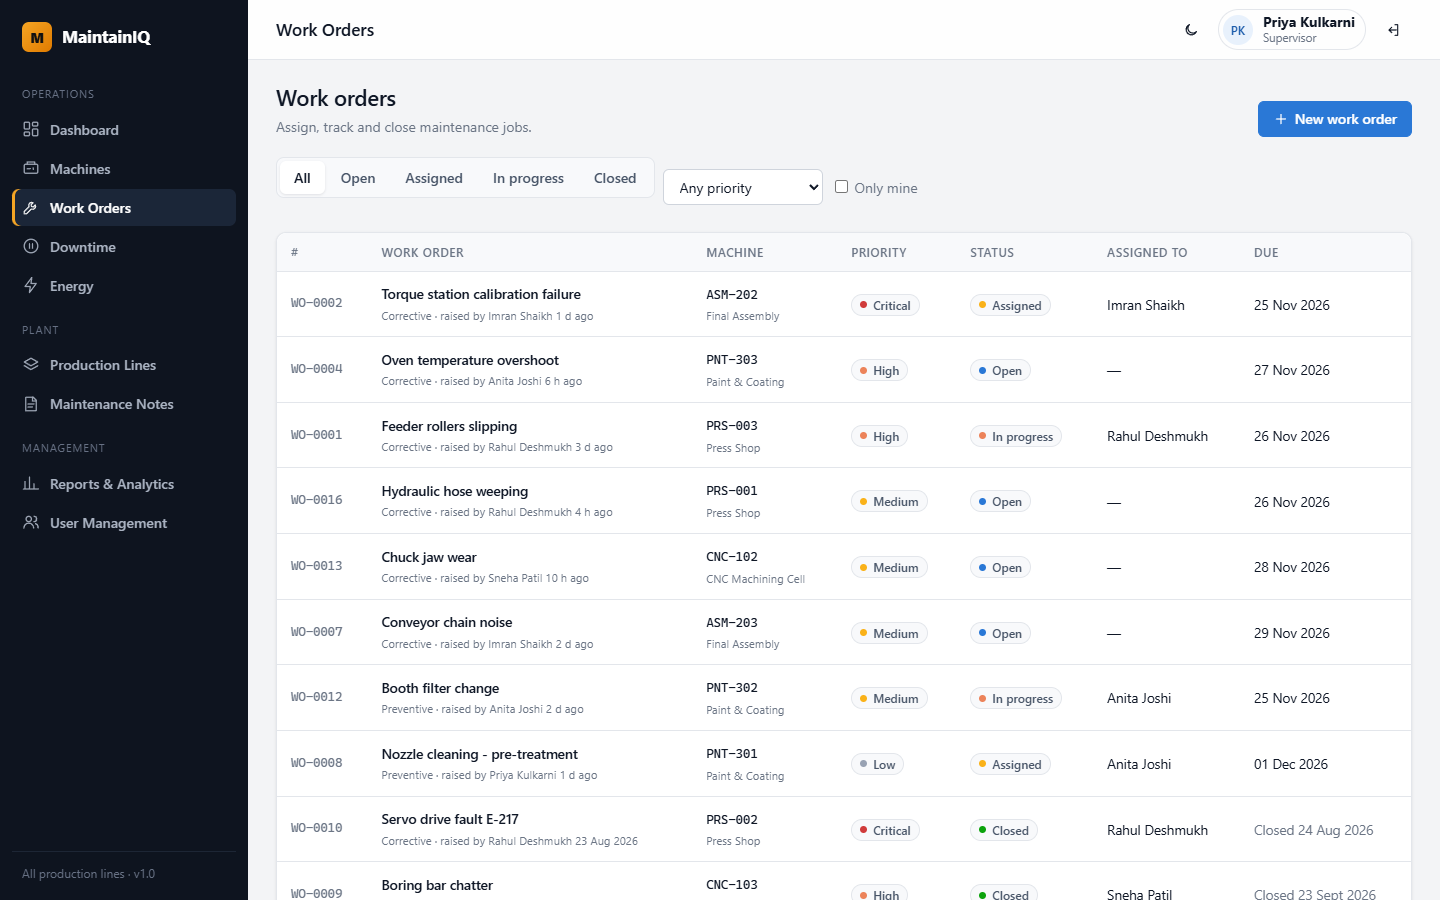 M MaintainIQ
OPERATIONS
Dashboard
Machines
Work Orders
Downtime
Energy
PLANT
Production Lines
Maintenance Notes
MANAGEMENT
Reports & Analytics
User Management
All production lines · v1.0
Work Orders
PK
Priya Kulkarni
Supervisor
Work orders
Assign, track and close maintenance jobs.
+ New work order
All Open Assigned In progress Closed
Any priority
Only mine
# WORK ORDER MACHINE PRIORITY STATUS ASSIGNED TO DUE
WO-0002 Torque station calibration failure ASM-202 Critical Assigned Imran Shaikh 25 Nov 2026
Corrective · raised by Imran Shaikh 1 d ago Final Assembly
WO-0004 Oven temperature overshoot PNT-303 High Open — 27 Nov 2026
Corrective · raised by Anita Joshi 6 h ago Paint & Coating
WO-0001 Feeder rollers slipping PRS-003 High In progress Rahul Deshmukh 26 Nov 2026
Corrective · raised by Rahul Deshmukh 3 d ago Press Shop
WO-0016 Hydraulic hose weeping PRS-001 Medium Open — 26 Nov 2026
Corrective · raised by Rahul Deshmukh 4 h ago Press Shop
WO-0013 Chuck jaw wear CNC-102 Medium Open — 28 Nov 2026
Corrective · raised by Sneha Patil 10 h ago CNC Machining Cell
WO-0007 Conveyor chain noise ASM-203 Medium Open — 29 Nov 2026
Corrective · raised by Imran Shaikh 2 d ago Final Assembly
WO-0012 Booth filter change PNT-302 Medium In progress Anita Joshi 25 Nov 2026
Preventive · raised by Anita Joshi 2 d ago Paint & Coating
WO-0008 Nozzle cleaning - pre-treatment PNT-301 Low Assigned Anita Joshi 01 Dec 2026
Preventive · raised by Priya Kulkarni 1 d ago Paint & Coating
WO-0010 Servo drive fault E-217 PRS-002 Critical Closed Rahul Deshmukh Closed 24 Aug 2026
Corrective · raised by Rahul Deshmukh 23 Aug 2026 Press Shop
WO-0009 Boring bar chatter CNC-103 High Closed Sneha Patil Closed 23 Sept 2026